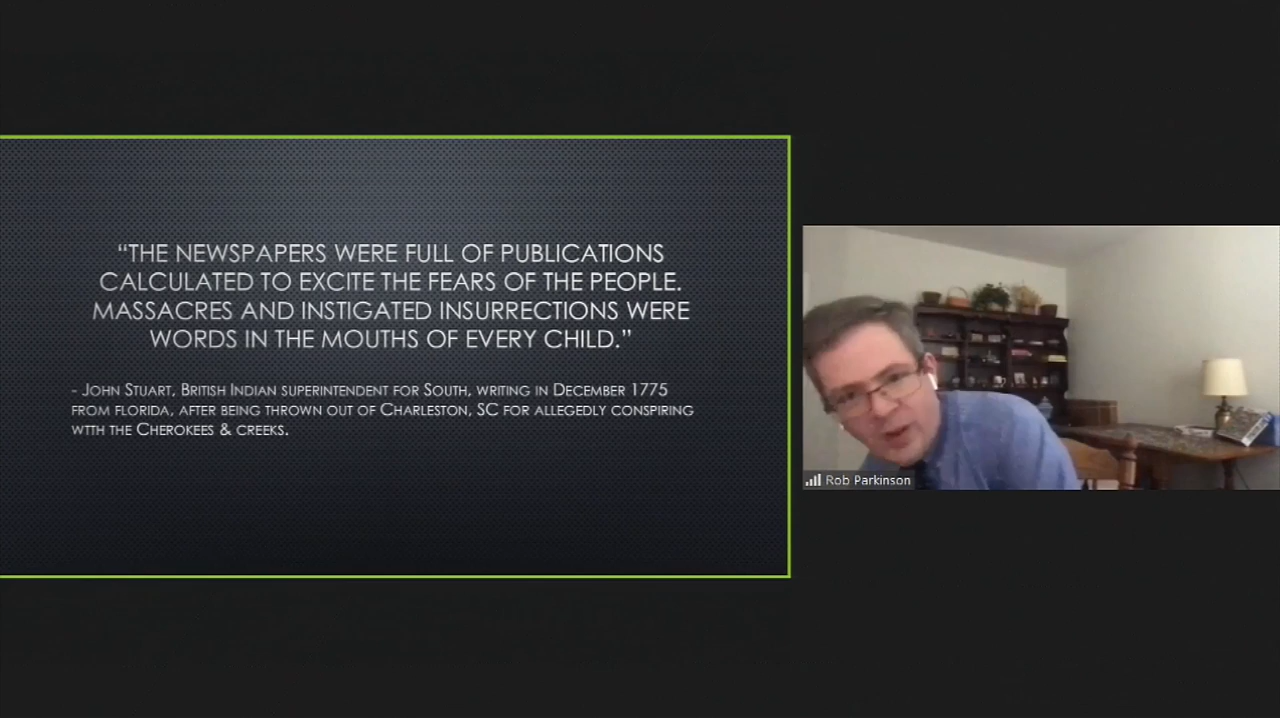 “THE NEWSPAPERS WERE FULL OF PUBLICATIONS
CALCULATED TO EXCITE THE FEARS OF THE PEOPLE.
MASSACRES AND INSTIGATED INSURRECTIONS WERE
WORDS IN THE MOUTHS OF EVERY CHILD.”
- JOHN STUART, BRITISH INDIAN SUPERINTENDENT FOR SOUTH, WRITING IN DECEMBER 1775
FROM FLORIDA, AFTER BEING THROWN OUT OF CHARLESTON, SC FOR ALLEGEDLY CONSPIRING
WTTH THE CHEROKEES & CREEKS.
Rob Parkinson